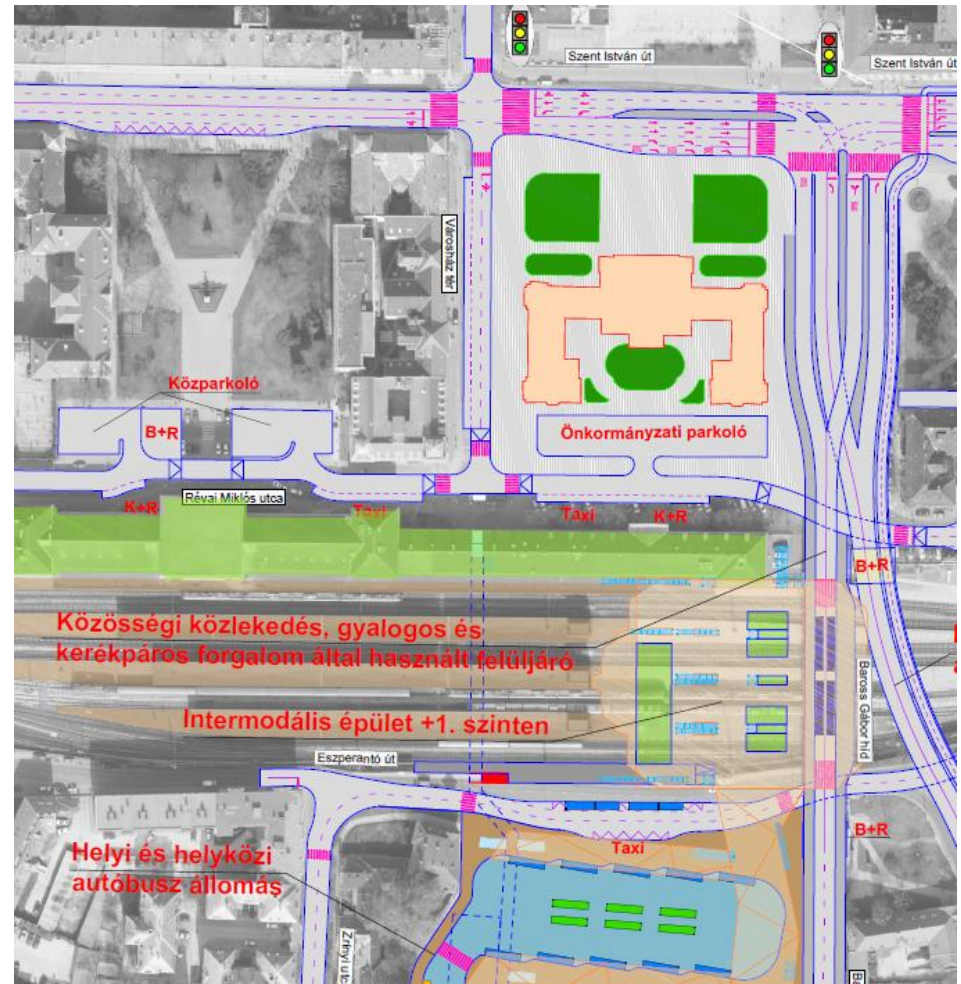 Szent István út
Szent István út
Városház tér
Közparkoló
B+R
Önkormányzati parkoló
Révai Miklós utca
K+R
Taxi
Taxi
K+R
B+R
Közösségi közlekedés, gyalogos és
kerékpáros forgalom által használt felüljáró
Baross Gábor híd
Intermodális épület +1. szinten
Eszperantó út
Taxi
B+R
Helyi és helyközi
autóbusz állomás